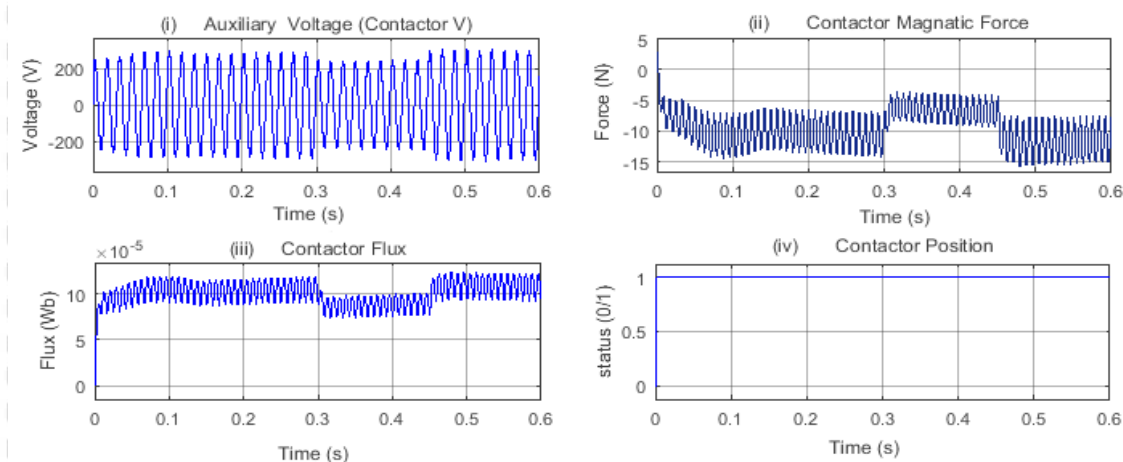 (i) Auxiliary Voltage (Contactor V)
Voltage (V)
200
0
-200
0 0.1 0.2 0.3 0.4 0.5 0.6
Time (s)
(ii) Contactor Magnatic Force
Force (N)
5
0
-5
-10
-15
0 0.1 0.2 0.3 0.4 0.5 0.6
Time (s)
(iii) Contactor Flux
×10⁻⁵
Flux (Wb)
10
5
0
0 0.1 0.2 0.3 0.4 0.5 0.6
Time (s)
(iv) Contactor Position
status (0/1)
1
0.5
0
0 0.1 0.2 0.3 0.4 0.5 0.6
Time (s)